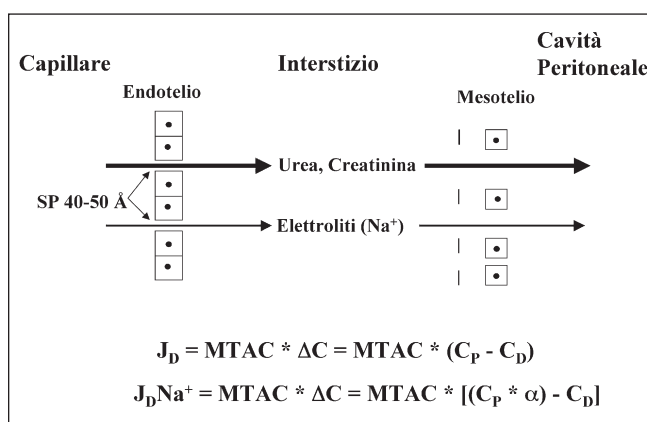 Capillare Interstizio Cavità
Peritoneale
Endotelio Mesotelio
Urea, Creatinina
SP 40-50 Å
Elettroliti (Na⁺)
J_D = MTAC * ΔC = MTAC * (C_P - C_D)
J_DNa⁺ = MTAC * ΔC = MTAC * [(C_P * α) - C_D]